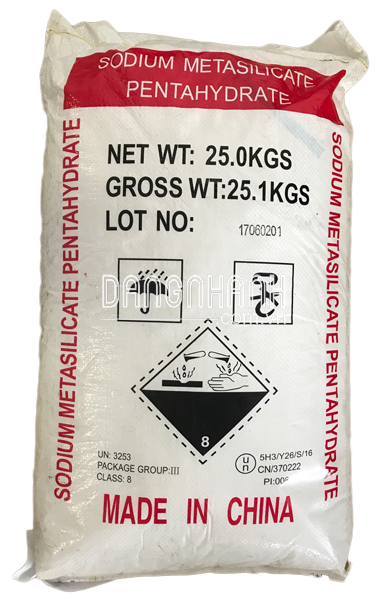 SODIUM METASILICATE
PENTAHYDRATE
SODIUM METASILICATE PENTAHYDRATE
SODIUM METASILICATE PENTAHYDRATE
NET WT: 25.0KGS
GROSS WT:25.1KGS
LOT NO: 17060201
8
UN: 3253
PACKAGE GROUP:III
CLASS: 8
un
5H3/Y26/S/16
CN/370222
MADE IN CHINA